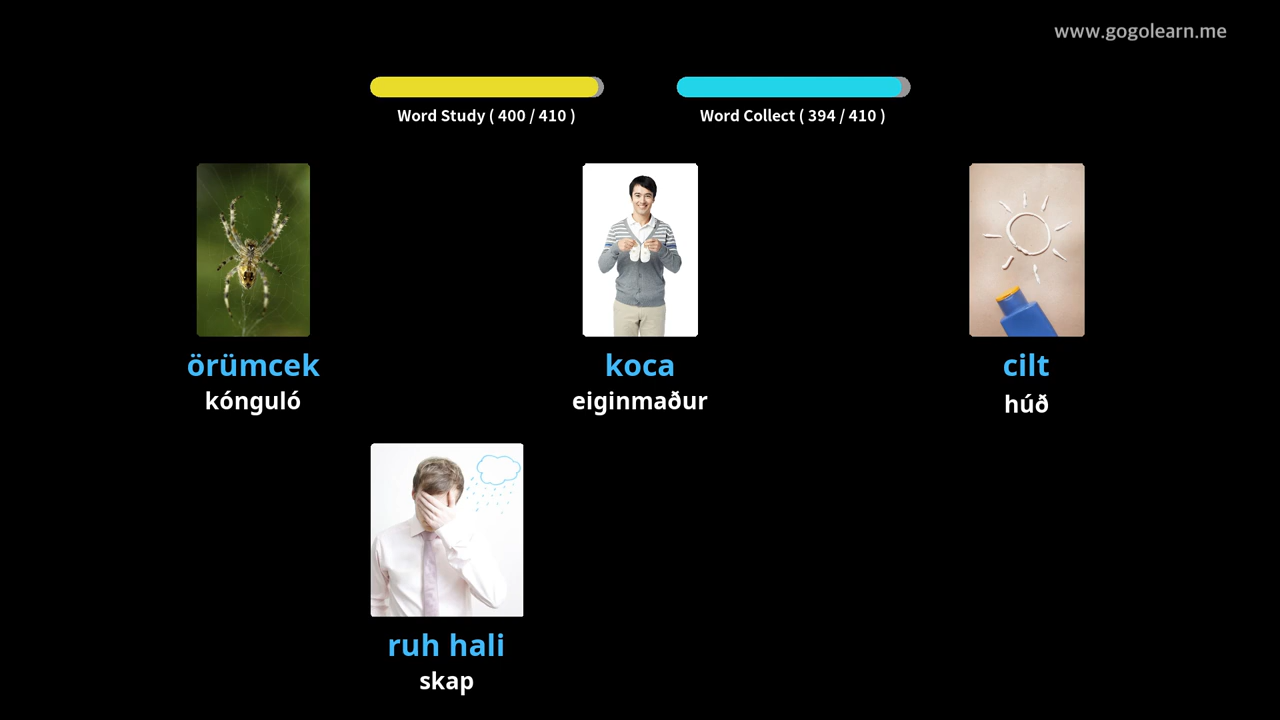 www.gogolearn.me
Word Study ( 400 / 410 )
Word Collect ( 394 / 410 )
örümcek
kónguló
koca
eiginmaður
cilt
húð
ruh hali
skap